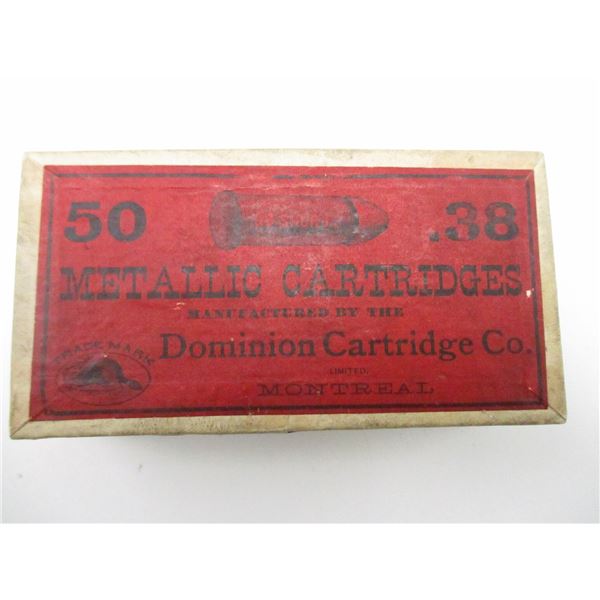 50 .38
METALLIC CARTRIDGES
MANUFACTURED BY THE
Dominion Cartridge Co.
LIMITED.
MONTREAL
TRADE MARK